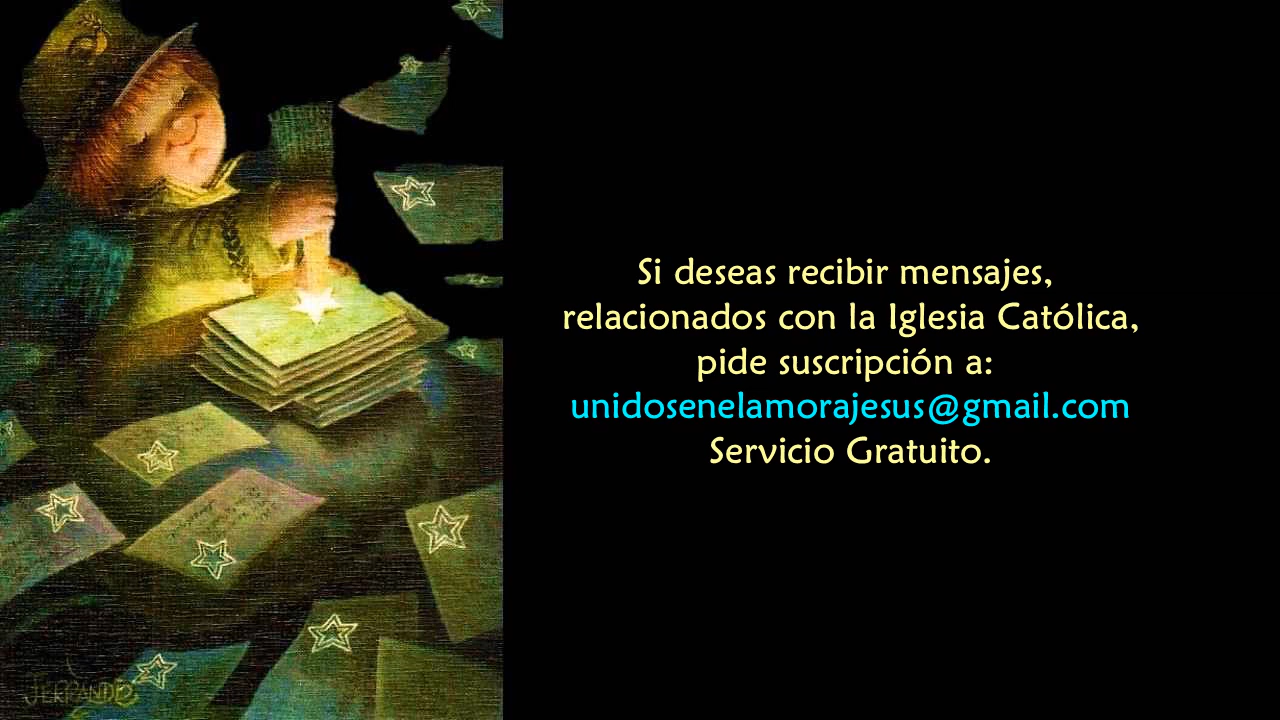 Si deseas recibir mensajes,
relacionados con la Iglesia Católica,
pide suscripción a:
unidosenelamorajesus@gmail.com
Servicio Gratuito.